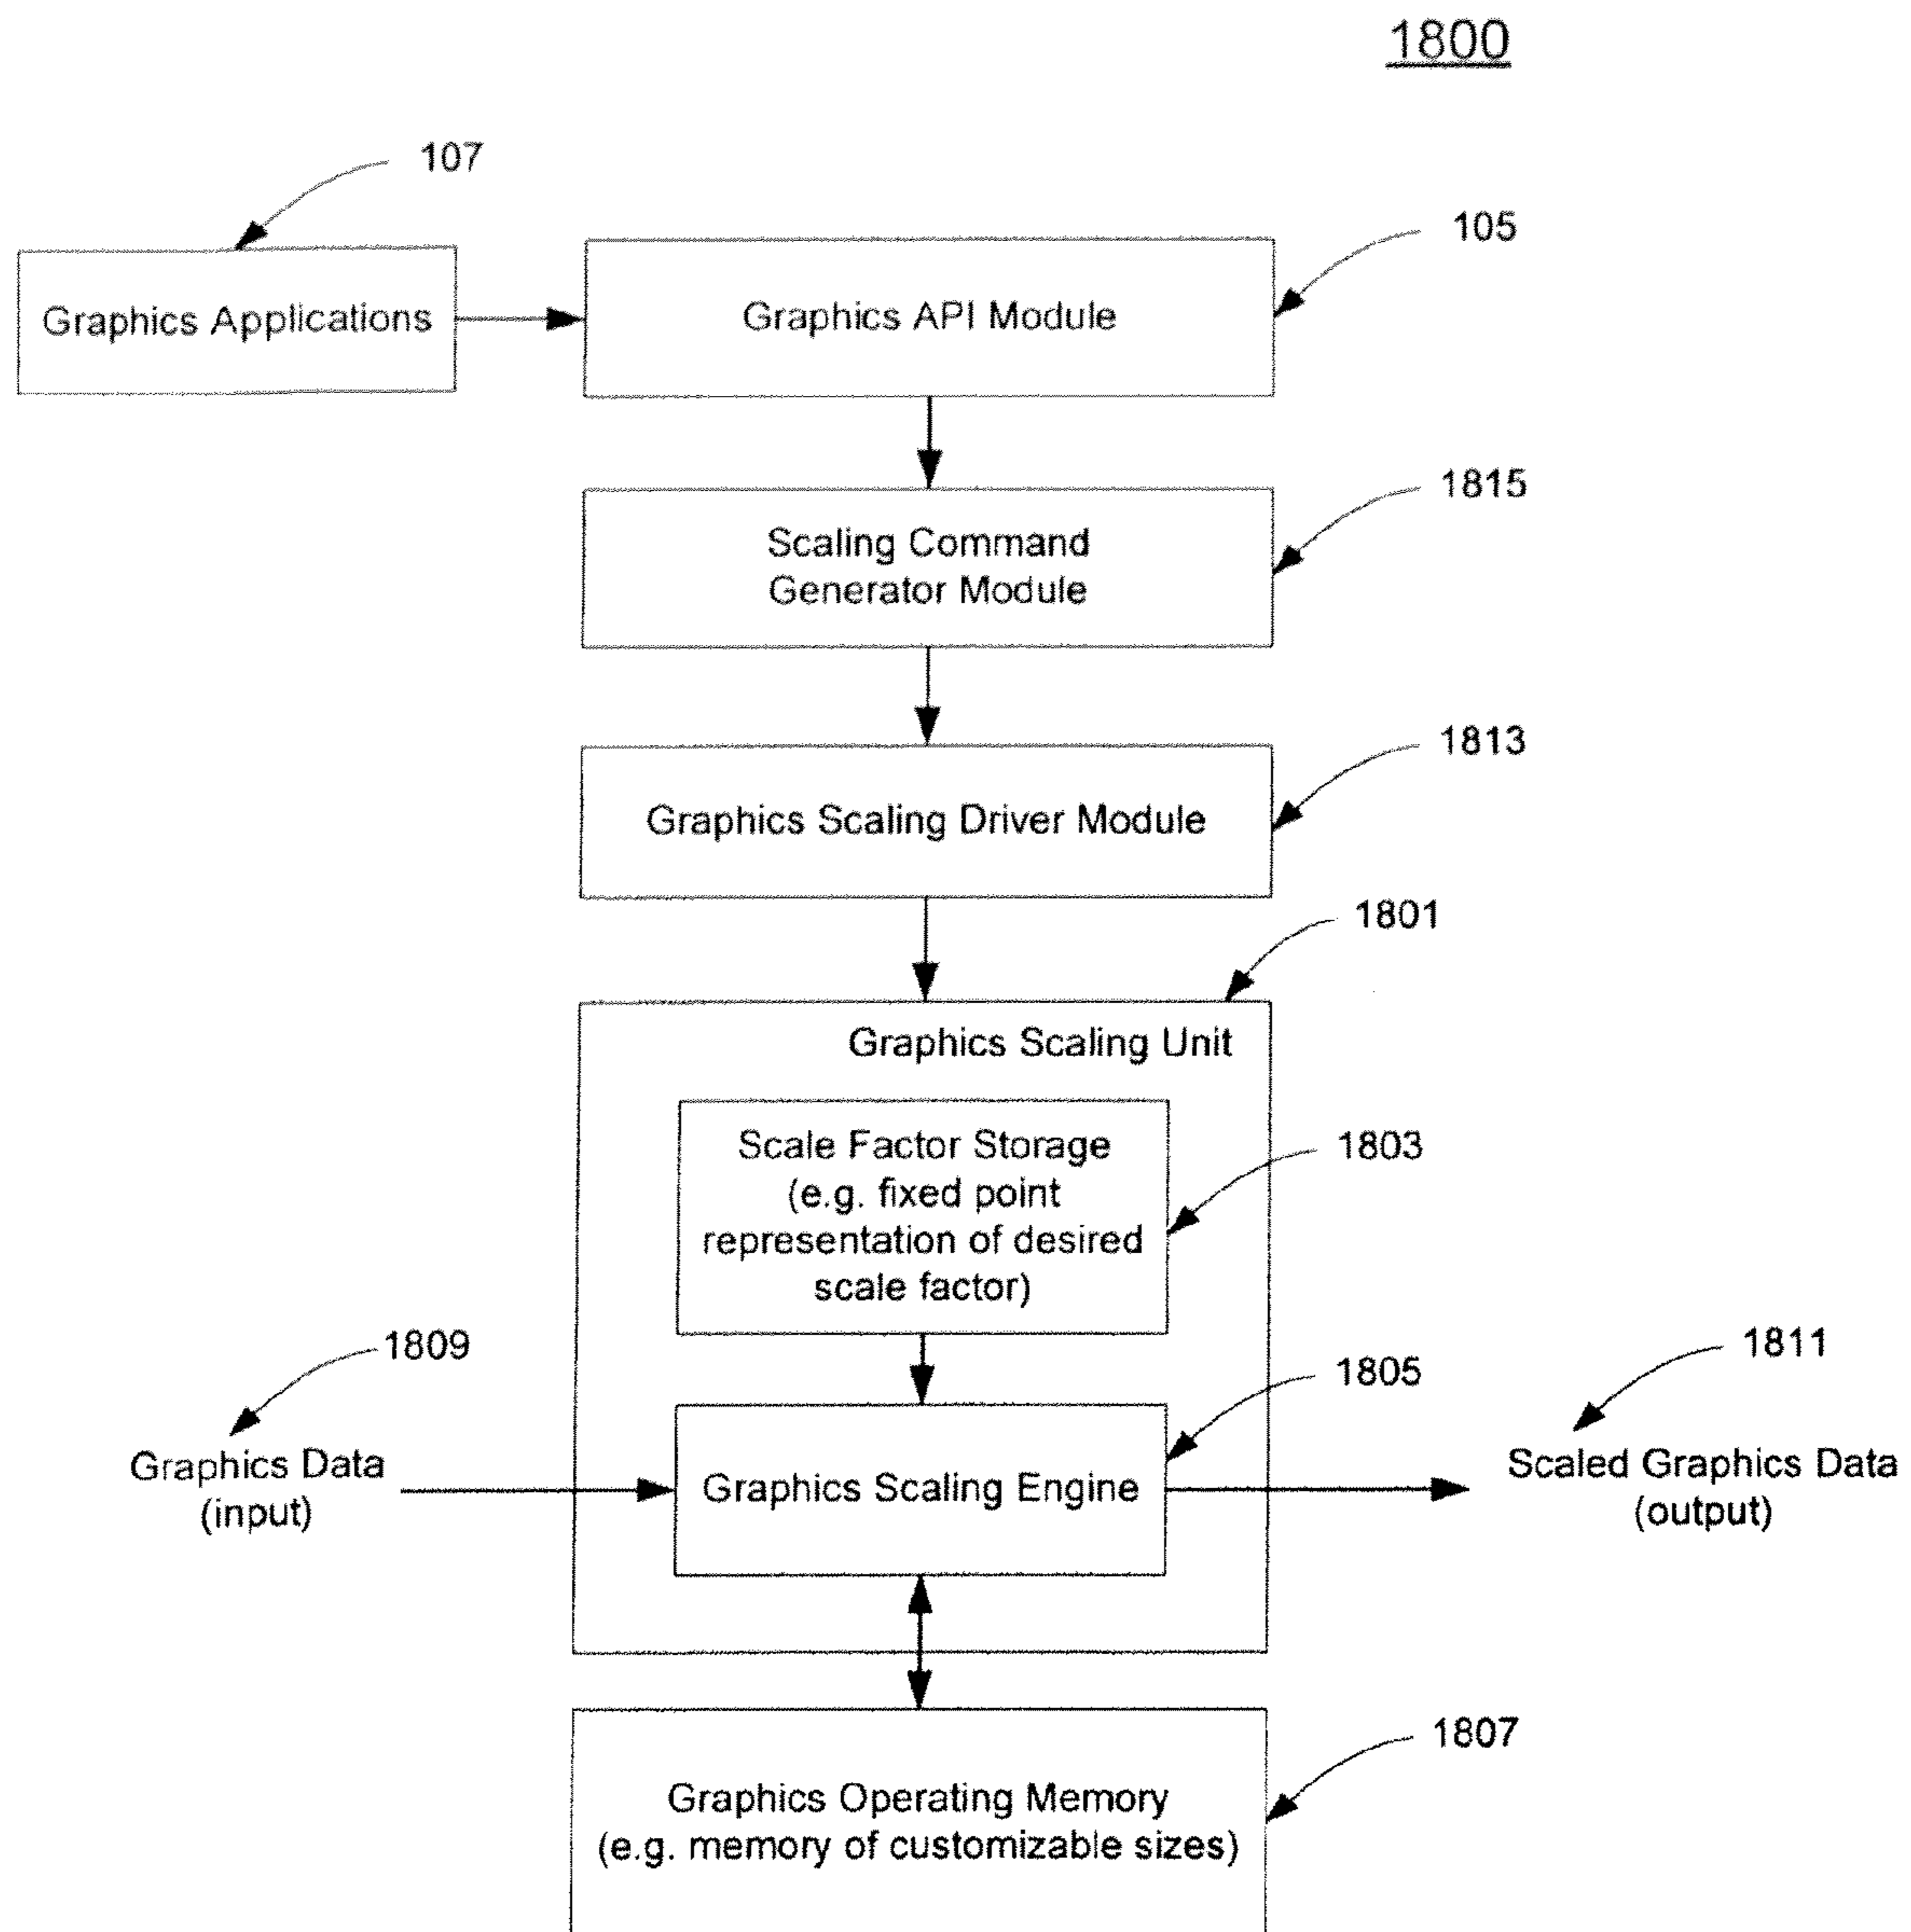 1800
107
105
Graphics Applications
Graphics API Module
1815
Scaling Command
Generator Module
1813
Graphics Scaling Driver Module
1801
Graphics Scaling Unit
Scale Factor Storage
(e.g. fixed point
representation of desired
scale factor)
1803
1809
1805
1811
Graphics Data
(input)
Graphics Scaling Engine
Scaled Graphics Data
(output)
1807
Graphics Operating Memory
(e.g. memory of customizable sizes)